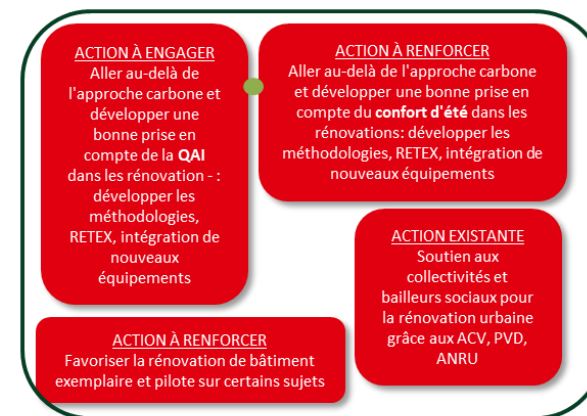 ACTION À ENGAGER
Aller au-delà de
l'approche carbone et
développer une
bonne prise en
compte de la QAI
dans les rénovation - :
développer les
méthodologies,
RETEX, intégration de
nouveaux
équipements
ACTION À RENFORCER
Aller au-delà de l'approche carbone
et développer une bonne prise en
compte du confort d'été dans les
rénovations: développer les
méthodologies, RETEX, intégration de
nouveaux équipements
ACTION EXISTANTE
Soutien aux
collectivités et
bailleurs sociaux pour
la rénovation urbaine
grâce aux ACV, PVD,
ANRU
ACTION À RENFORCER
Favoriser la rénovation de bâtiment
exemplaire et pilote sur certains sujets